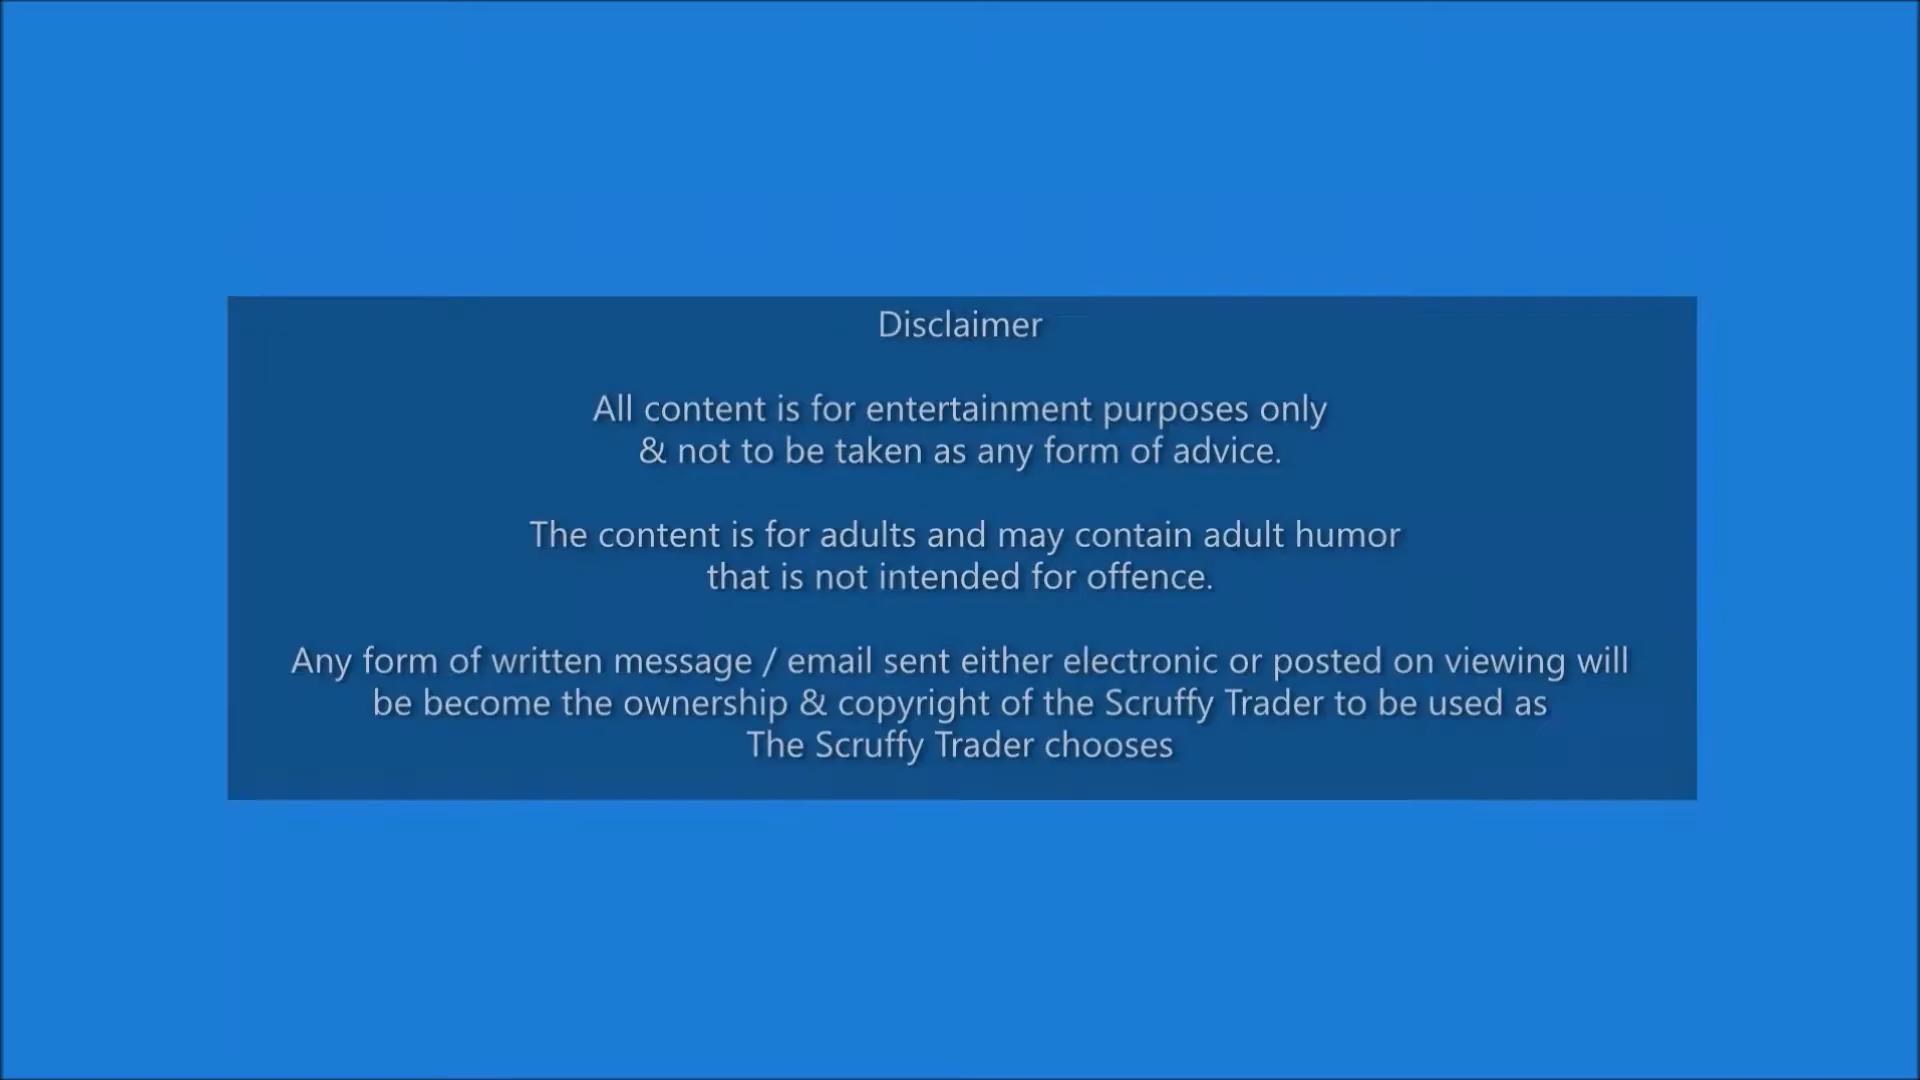 Disclaimer
All content is for entertainment purposes only
& not to be taken as any form of advice.
The content is for adults and may contain adult humor
that is not intended for offence.
Any form of written message / email sent either electronic or posted on viewing will
be become the ownership & copyright of the Scruffy Trader to be used as
The Scruffy Trader chooses